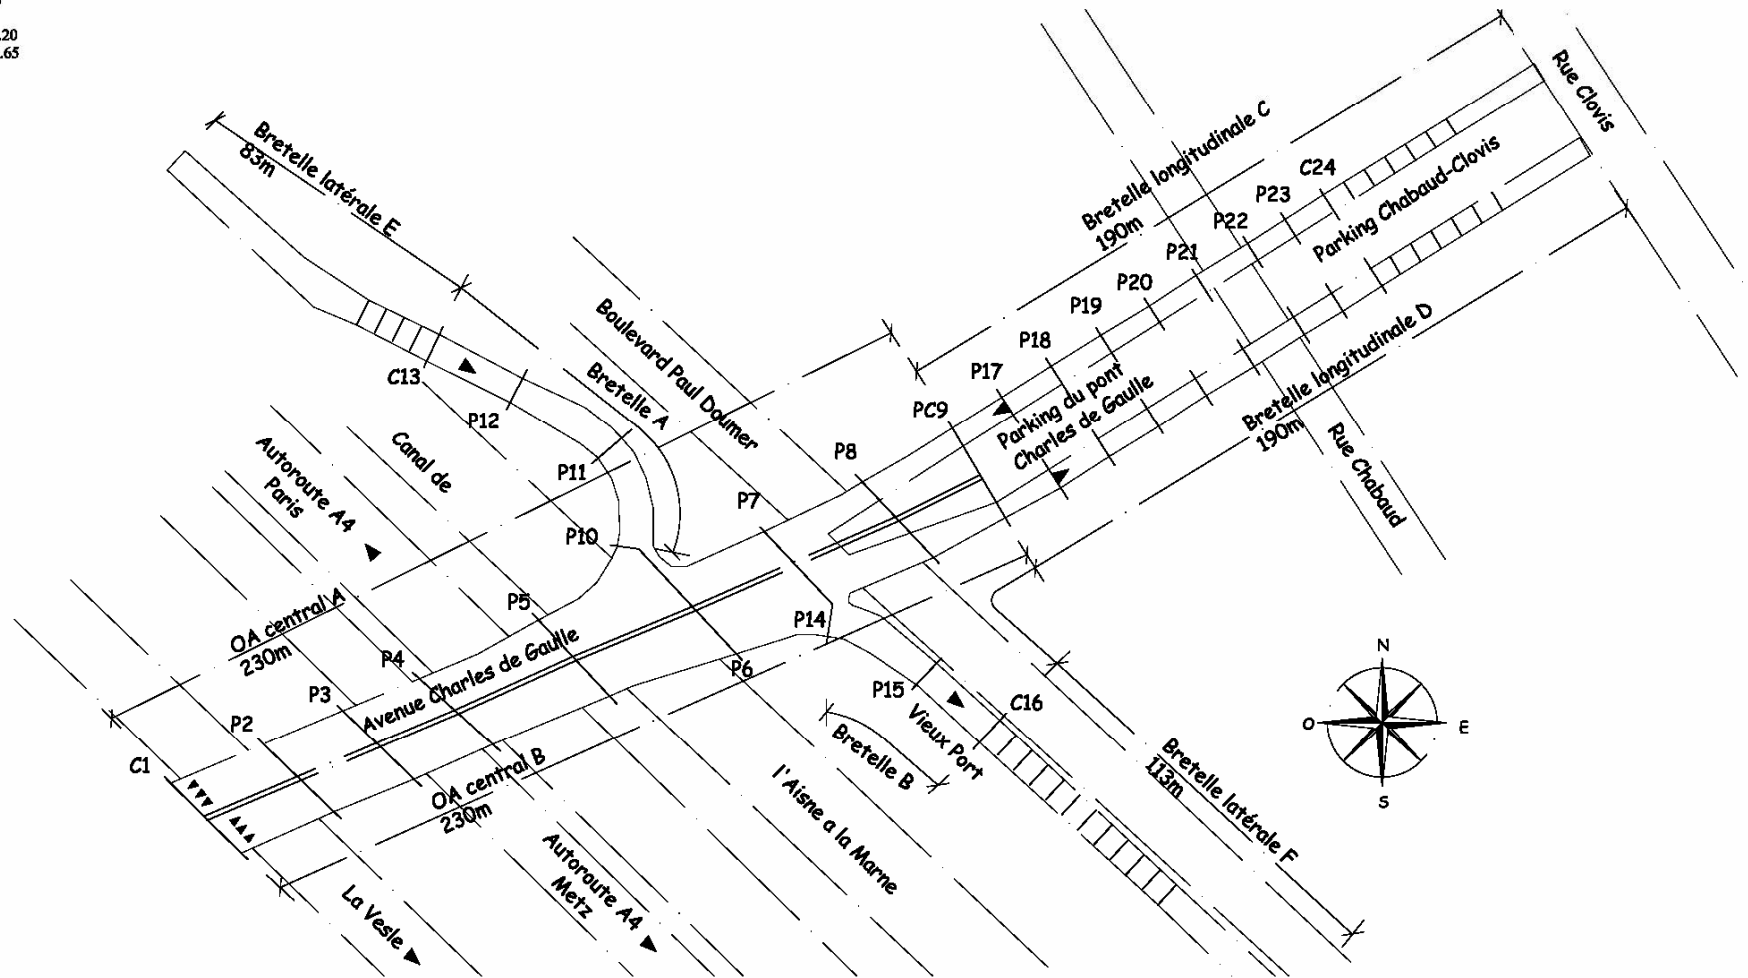 .20
.65
Rue Clovis
Bretelle longitudinale C
190m
Bretelle latérale E
83m
C24
P23
P22
P21
P20
P19
P18
P17
PC9
P8
P7
Parking Chabaud-Clovis
Parking du pont
Charles de Gaulle
Bretelle longitudinale D
190m
Rue Chabaud
Boulevard Paul Doumer
Bretelle A
C13
P12
P11
P10
Canal de
Autoroute A4
Paris
P5
P4
P3
P2
C1
OA central A
230m
Avenue Charles de Gaulle
P14
P6
P15
C16
OA central B
230m
Bretelle B
Vieux Port
l'Aisne a la Marne
Autoroute A4
Metz
La Vesle
Bretelle latérale F
113m
N
O
E
S